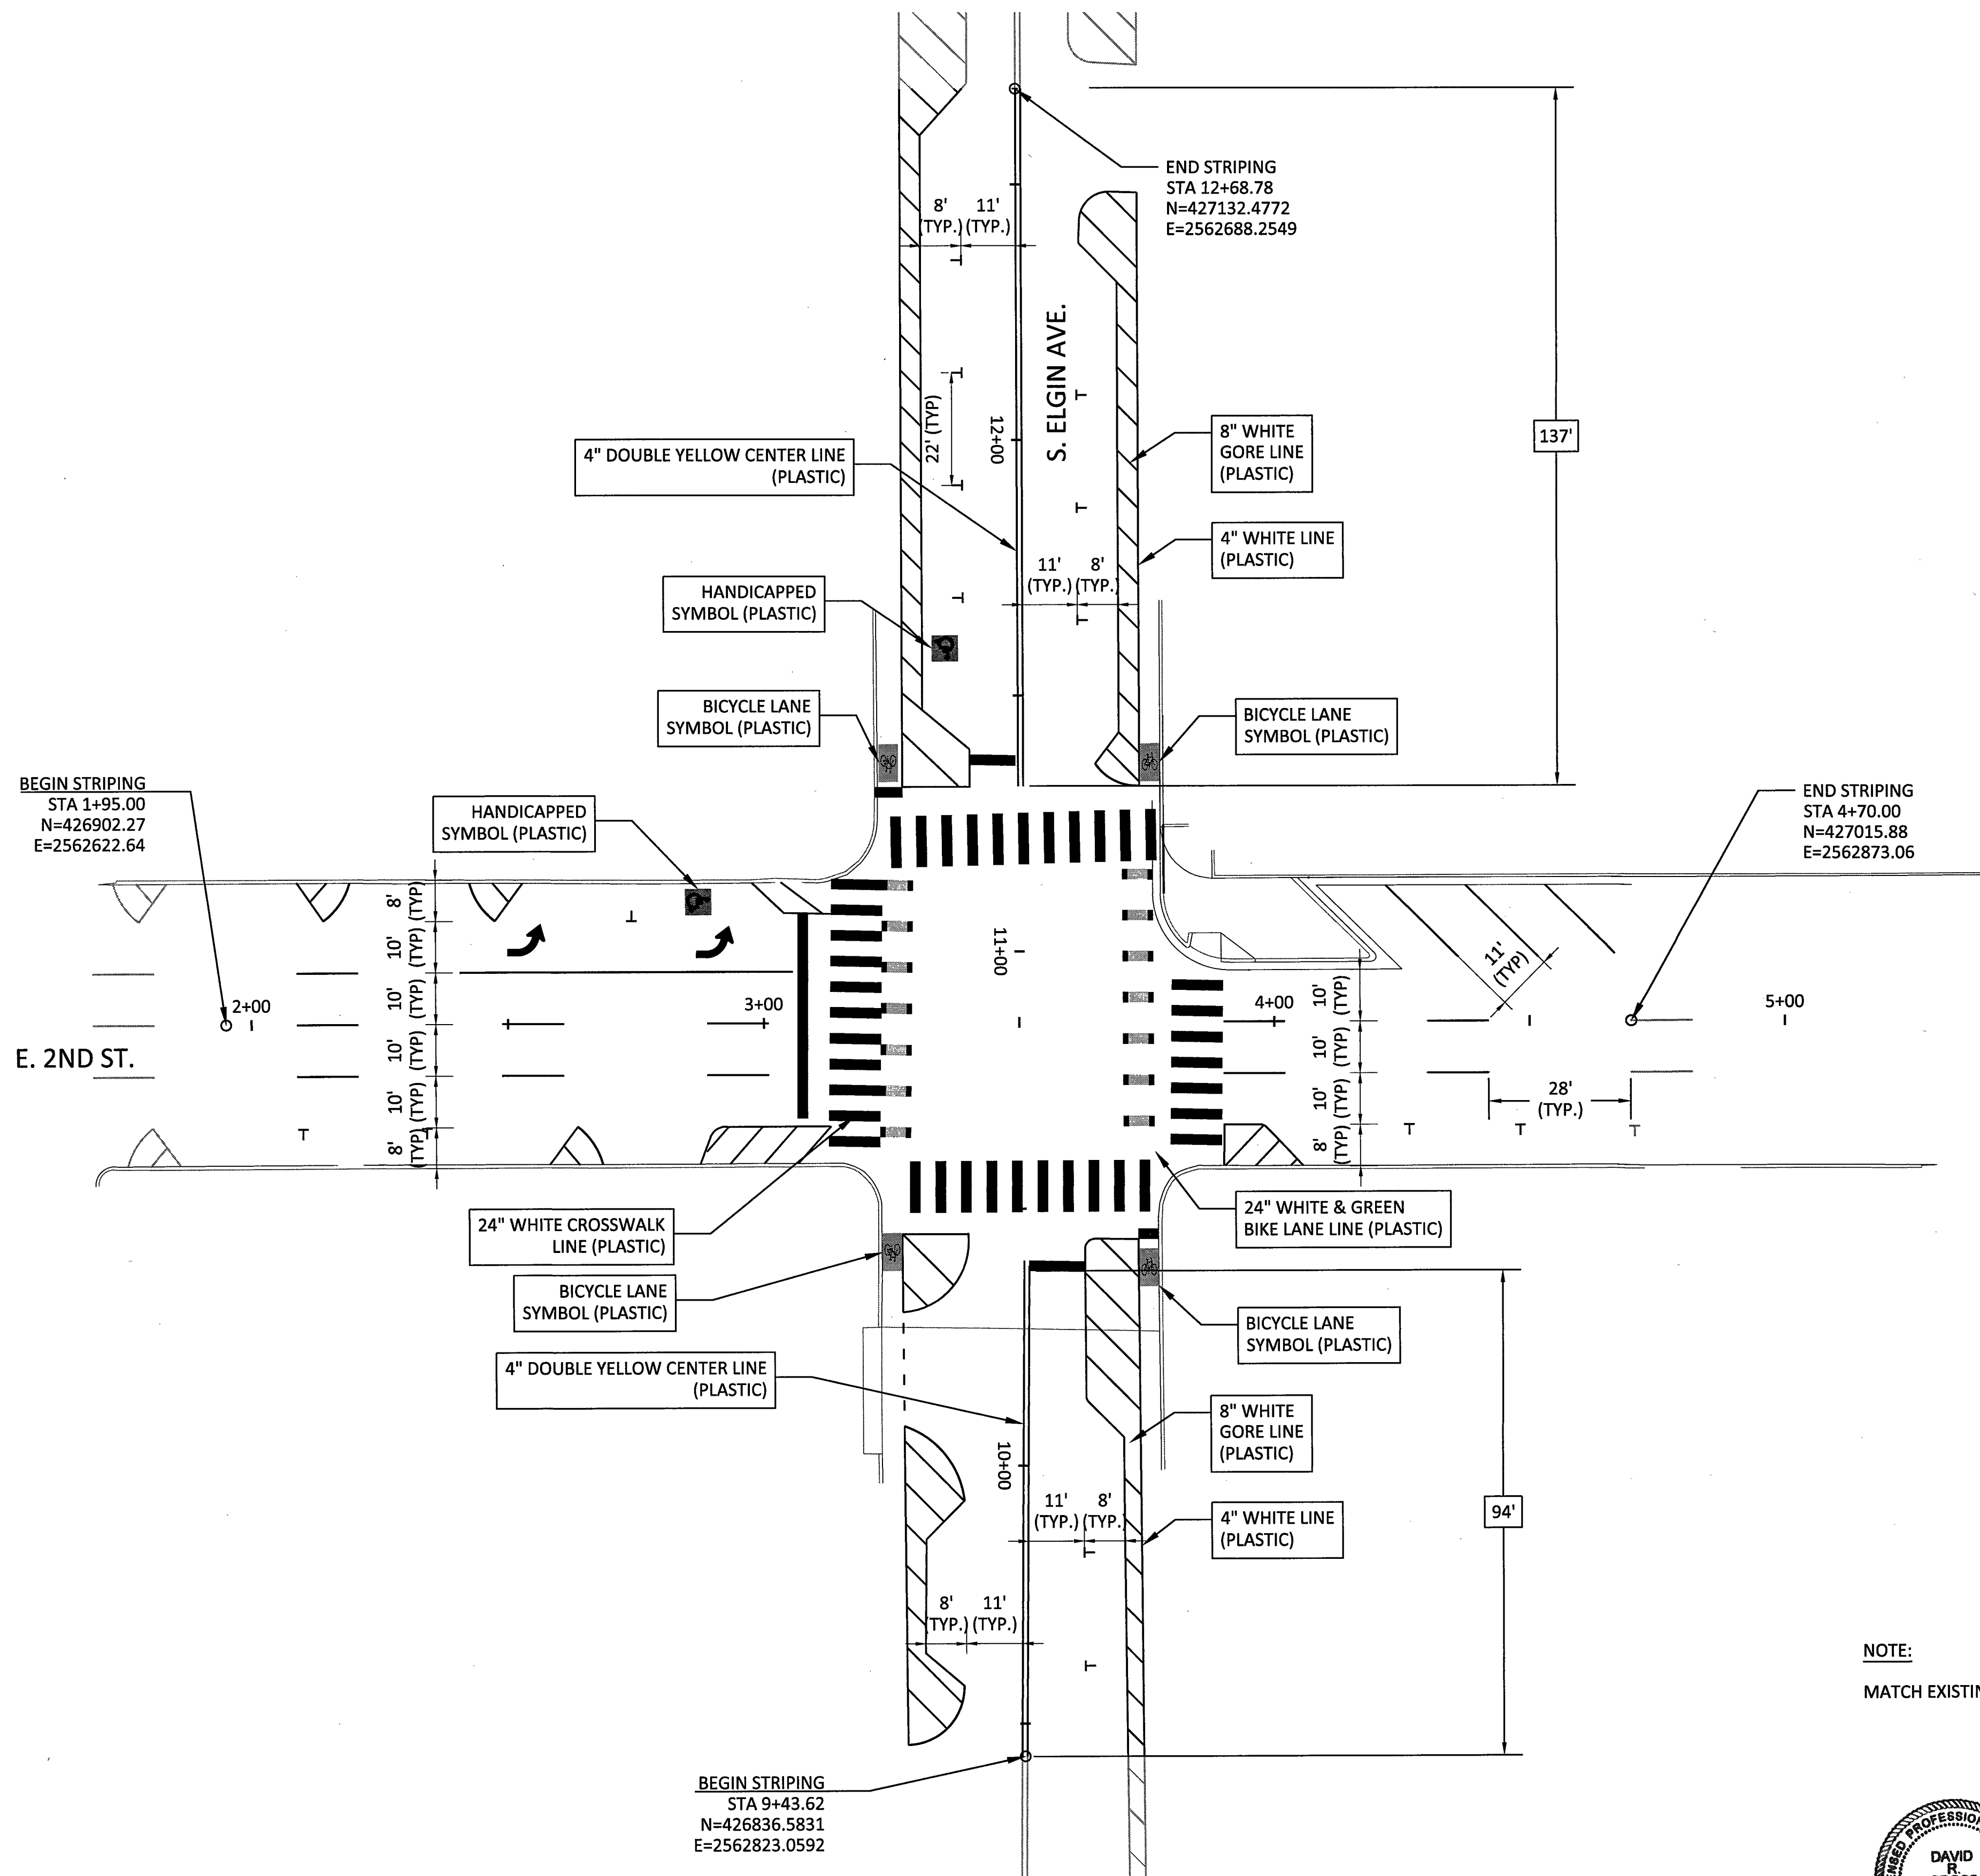 END STRIPING
STA 12+68.78
N=427132.4772
E=2562688.2549
8' 11'
(TYP.) (TYP.)
S. ELGIN AVE.
22' (TYP)
12+00
137'
4" DOUBLE YELLOW CENTER LINE
(PLASTIC)
8" WHITE
GORE LINE
(PLASTIC)
4" WHITE LINE
(PLASTIC)
11' 8'
(TYP.) (TYP.)
HANDICAPPED
SYMBOL (PLASTIC)
BICYCLE LANE
SYMBOL (PLASTIC)
BICYCLE LANE
SYMBOL (PLASTIC)
BEGIN STRIPING
STA 1+95.00
N=426902.27
E=2562622.64
HANDICAPPED
SYMBOL (PLASTIC)
END STRIPING
STA 4+70.00
N=427015.88
E=2562873.06
8' (TYP)
10' (TYP)
10' (TYP)
10' (TYP)
10' (TYP)
8' (TYP)
2+00
3+00
11+00
4+00
5+00
10' (TYP)
10' (TYP)
10' (TYP)
8' (TYP)
11'
(TYP)
28'
(TYP.)
E. 2ND ST.
24" WHITE CROSSWALK
LINE (PLASTIC)
24" WHITE & GREEN
BIKE LANE LINE (PLASTIC)
BICYCLE LANE
SYMBOL (PLASTIC)
BICYCLE LANE
SYMBOL (PLASTIC)
4" DOUBLE YELLOW CENTER LINE
(PLASTIC)
8" WHITE
GORE LINE
(PLASTIC)
10+00
11' 8'
(TYP.) (TYP.)
4" WHITE LINE
(PLASTIC)
94'
8' 11'
(TYP.) (TYP.)
NOTE:
MATCH EXISTIN
BEGIN STRIPING
STA 9+43.62
N=426836.5831
E=2562823.0592
PROFESSIO
DAVID
R.